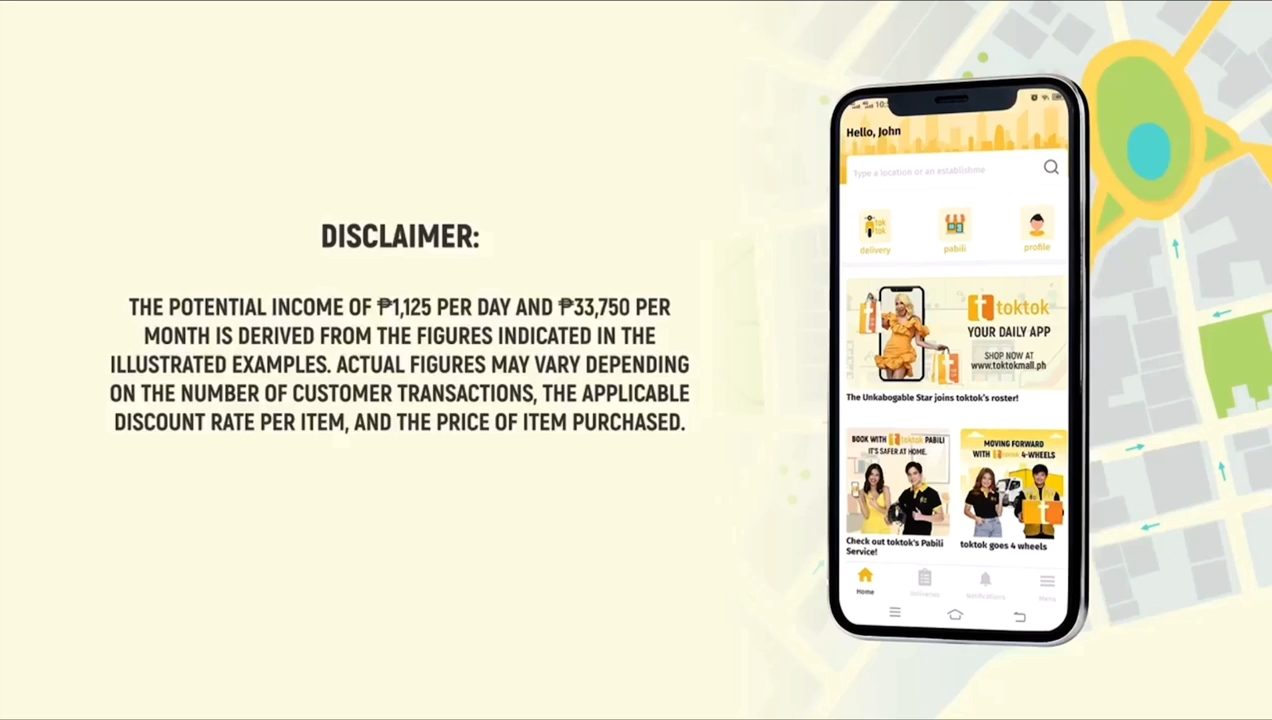 DISCLAIMER:
THE POTENTIAL INCOME OF ₱1,125 PER DAY AND ₱33,750 PER
MONTH IS DERIVED FROM THE FIGURES INDICATED IN THE
ILLUSTRATED EXAMPLES. ACTUAL FIGURES MAY VARY DEPENDING
ON THE NUMBER OF CUSTOMER TRANSACTIONS, THE APPLICABLE
DISCOUNT RATE PER ITEM, AND THE PRICE OF ITEM PURCHASED.
Hello, John
Type a location or an establishme
tok
tok
delivery
pabili
profile
toktok
YOUR DAILY APP
SHOP NOW AT
www.toktokmall.ph
The Unkabogable Star joins toktok's roster!
BOOK WITH toktok PABILI
IT'S SAFER AT HOME.
MOVING FORWARD
WITH toktok 4-WHEELS
Check out toktok's Pabili
Service!
toktok goes 4 wheels
Home
Deliveries
Notifications
Menu